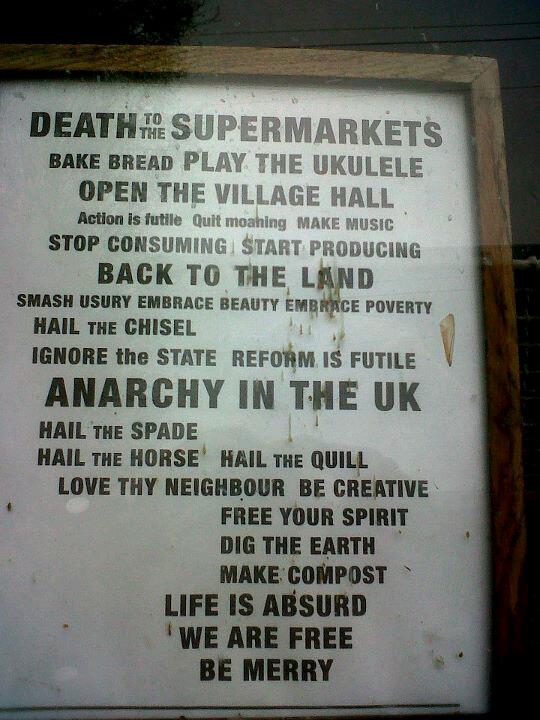 DEATH TO THE SUPERMARKETS
BAKE BREAD PLAY THE UKULELE
OPEN THE VILLAGE HALL
Action is futile Quit moaning MAKE MUSIC
STOP CONSUMING START PRODUCING
BACK TO THE LAND
SMASH USURY EMBRACE BEAUTY EMBRACE POVERTY
HAIL THE CHISEL
IGNORE the STATE REFORM IS FUTILE
ANARCHY IN THE UK
HAIL THE SPADE
HAIL THE HORSE HAIL THE QUILL
LOVE THY NEIGHBOUR BE CREATIVE
FREE YOUR SPIRIT
DIG THE EARTH
MAKE COMPOST
LIFE IS ABSURD
WE ARE FREE
BE MERRY